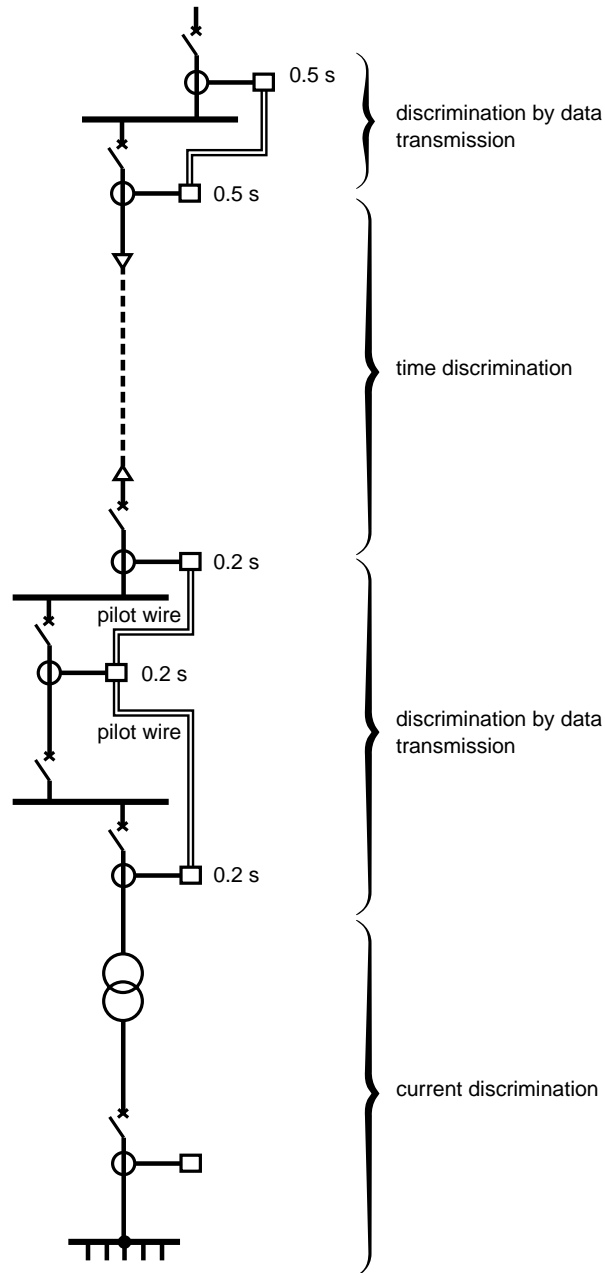 0.5 s
discrimination by data
transmission
0.5 s
time discrimination
0.2 s
pilot wire
0.2 s
discrimination by data
transmission
pilot wire
0.2 s
current discrimination